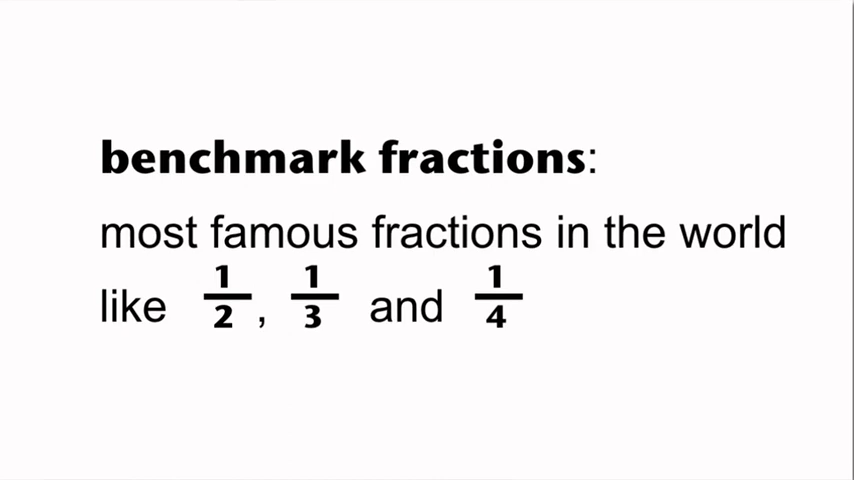 benchmark fractions:
most famous fractions in the world
like 1/2, 1/3 and 1/4